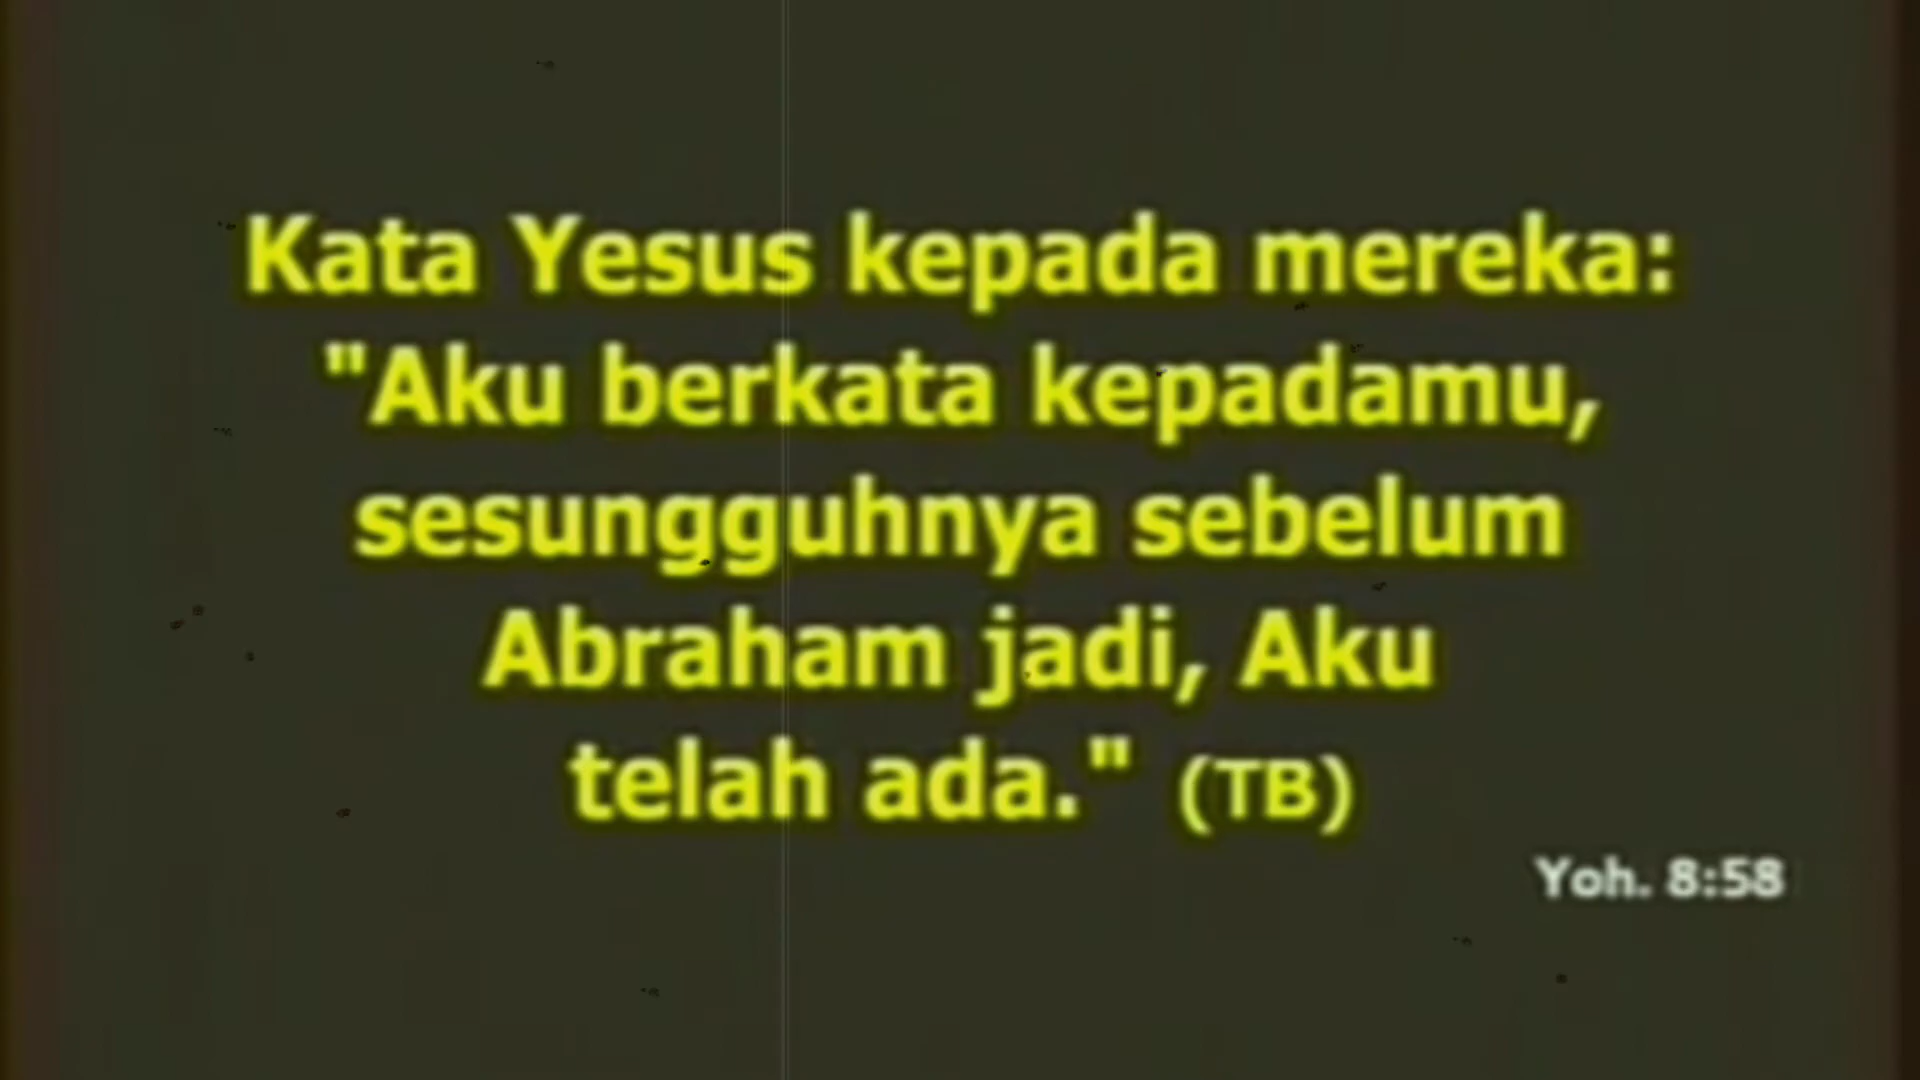 Kata Yesus kepada mereka:
"Aku berkata kepadamu,
sesungguhnya sebelum
Abraham jadi, Aku
telah ada." (TB)
Yoh. 8:58